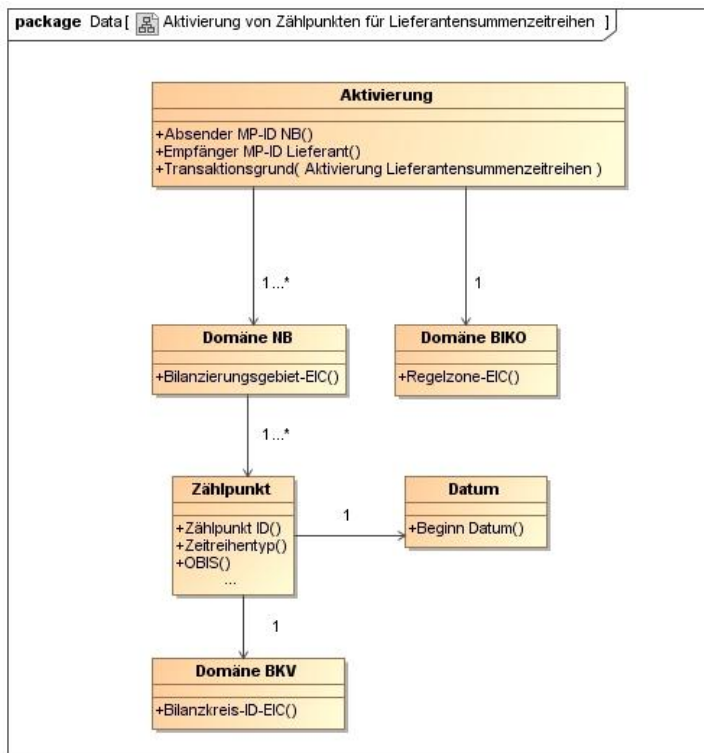 package Data [ Aktivierung von Zählpunkten für Lieferantensummenzeitreihen ]
Aktivierung
+Absender MP-ID NB()
+Empfänger MP-ID Lieferant()
+Transaktionsgrund( Aktivierung Lieferantensummenzeitreihen )
1...*
1
Domäne NB
+Bilanzierungsgebiet-EIC()
Domäne BIKO
+Regelzone-EIC()
1...*
Zählpunkt
+Zählpunkt ID()
+Zeitreihentyp()
+OBIS()
...
1
Datum
+Beginn Datum()
1
Domäne BKV
+Bilanzkreis-ID-EIC()